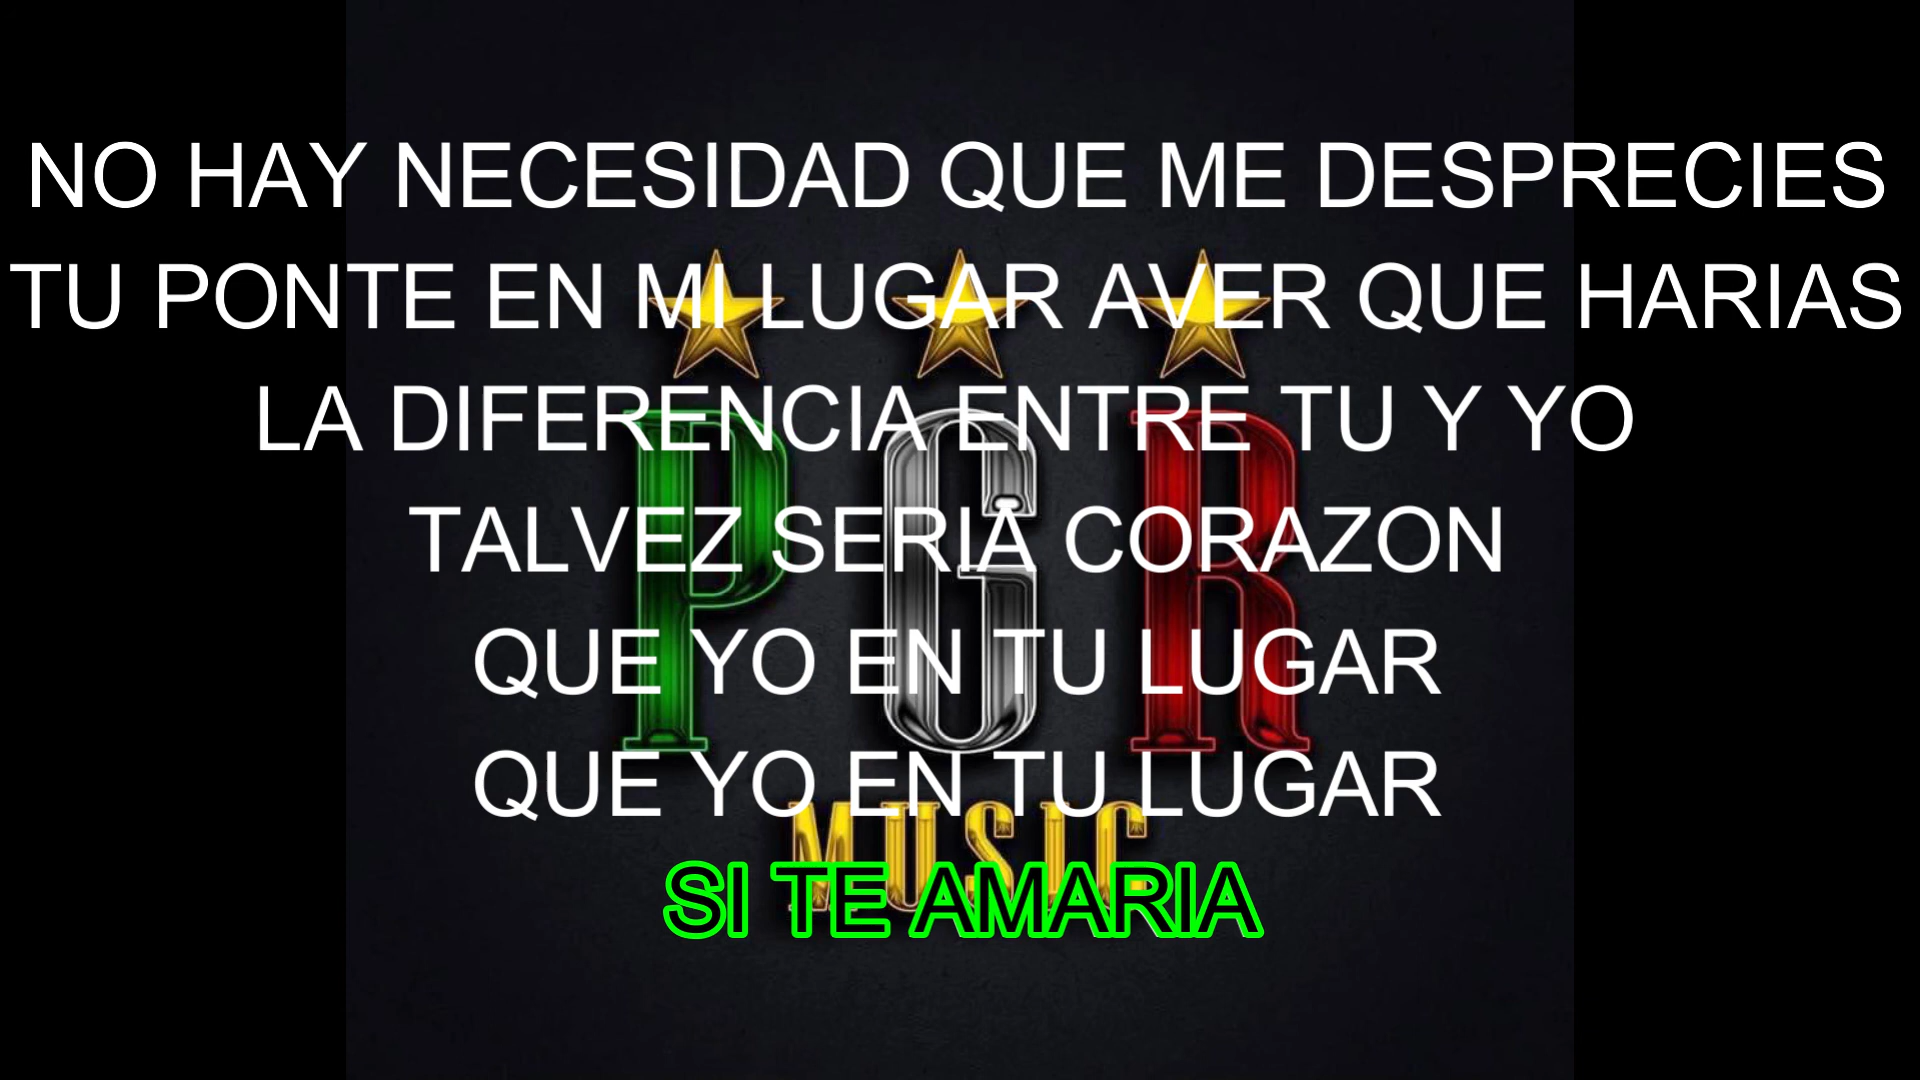 NO HAY NECESIDAD QUE ME DESPRECIES
TU PONTE EN MI LUGAR AVER QUE HARIAS
LA DIFERENCIA ENTRE TU Y YO
TALVEZ SERIA CORAZON
QUE YO EN TU LUGAR
QUE YO EN TU LUGAR
SI TE AMARIA
PGR
MUSIC